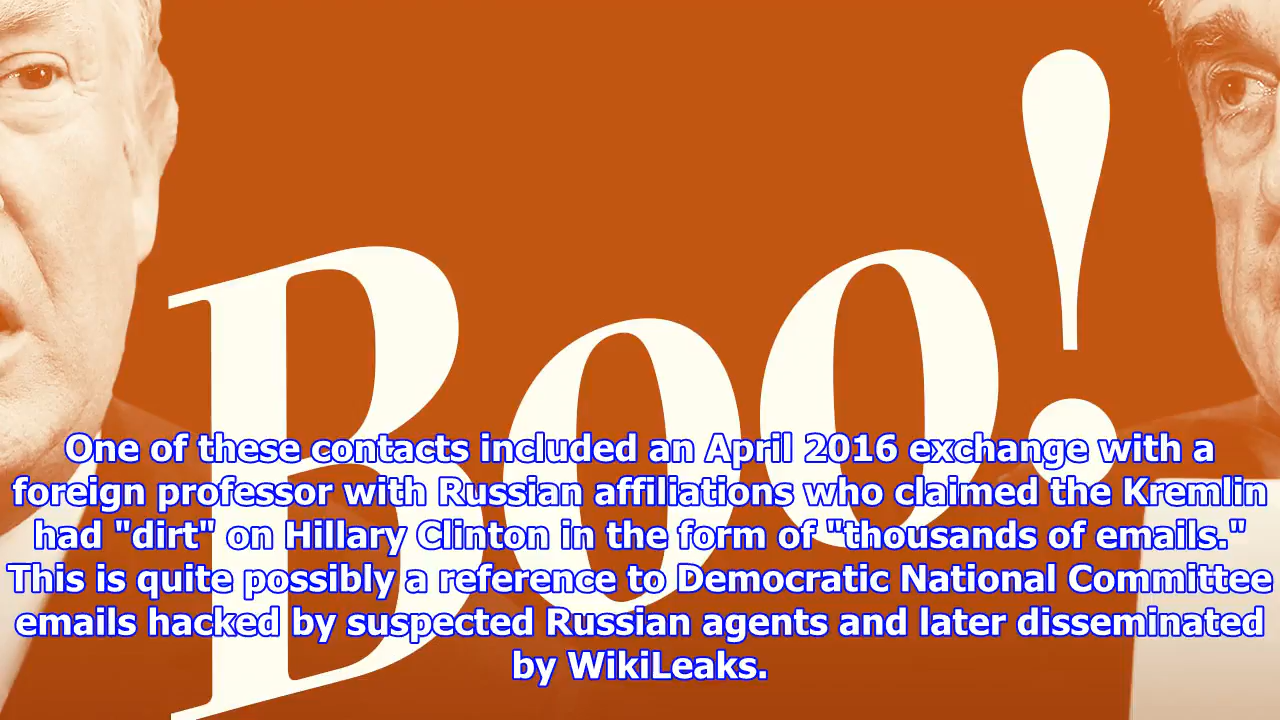 Boo!
One of these contacts included an April 2016 exchange with a
foreign professor with Russian affiliations who claimed the Kremlin
had "dirt" on Hillary Clinton in the form of "thousands of emails."
This is quite possibly a reference to Democratic National Committee
emails hacked by suspected Russian agents and later disseminated
by WikiLeaks.